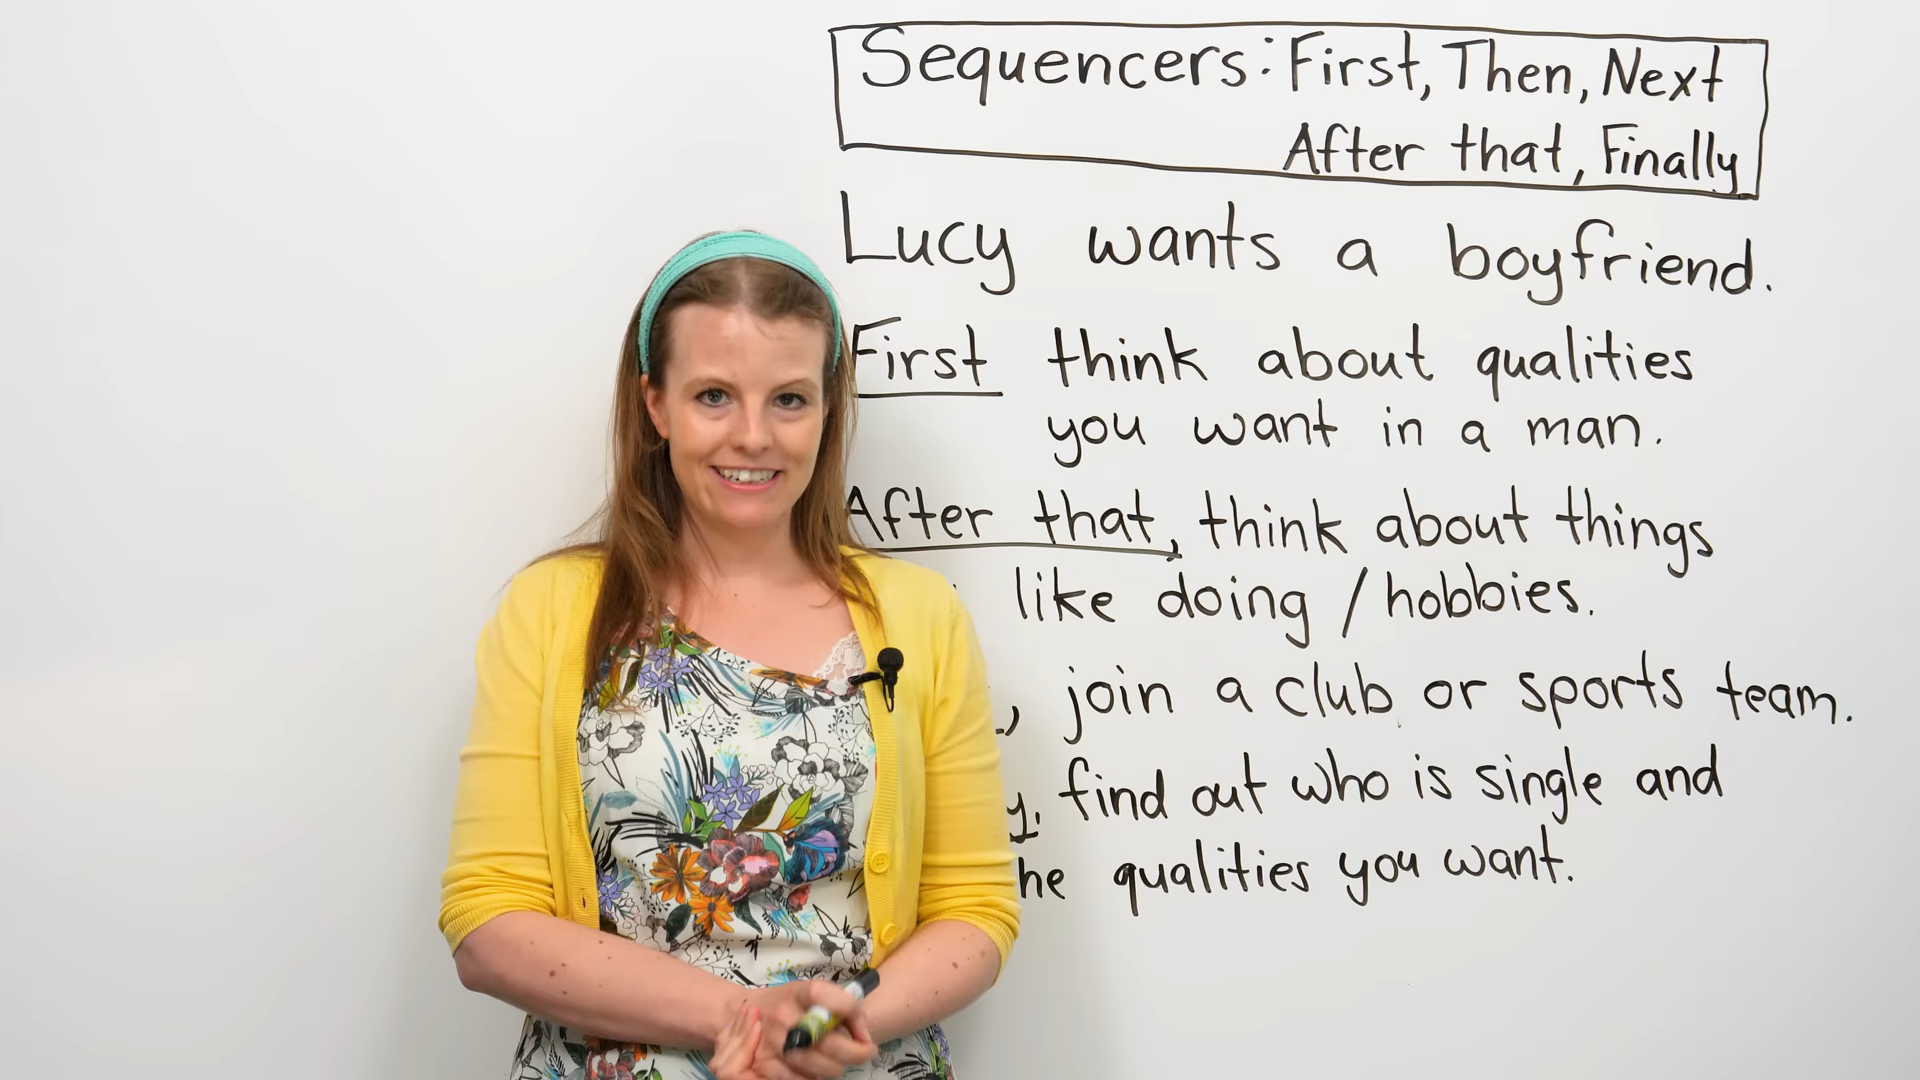 Sequencers: First, Then, Next
After that, Finally
Lucy wants a boyfriend.
First think about qualities
you want in a man.
After that, think about things
like doing / hobbies.
, join a club or sports team.
find out who is single and
qualities you want.